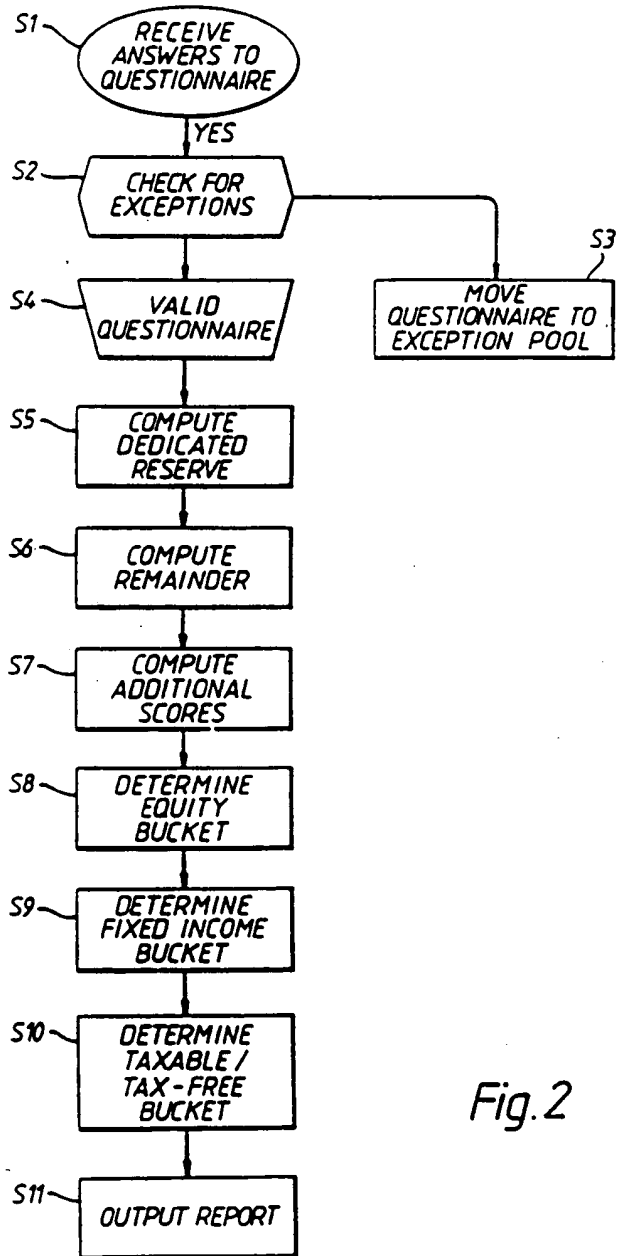 S1
RECEIVE
ANSWERS TO
QUESTIONNAIRE
YES
S2
CHECK FOR
EXCEPTIONS
S3
MOVE
QUESTIONNAIRE TO
EXCEPTION POOL
S4
VALID
QUESTIONNAIRE
S5
COMPUTE
DEDICATED
RESERVE
S6
COMPUTE
REMAINDER
S7
COMPUTE
ADDITIONAL
SCORES
S8
DETERMINE
EQUITY
BUCKET
S9
DETERMINE
FIXED INCOME
BUCKET
S10
DETERMINE
TAXABLE /
TAX-FREE
BUCKET
Fig. 2
S11
OUTPUT REPORT